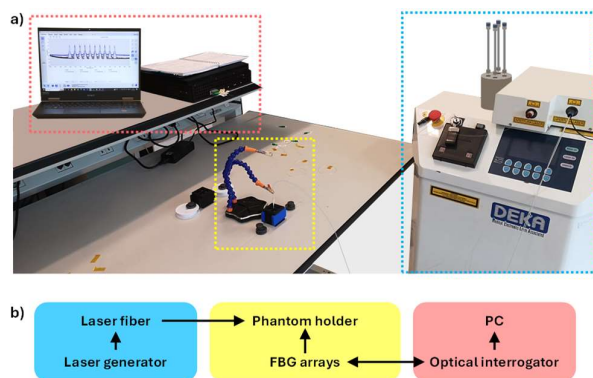 a)
DEKA
b)
Laser fiber
Phantom holder
PC
Laser generator
FBG arrays
Optical interrogator